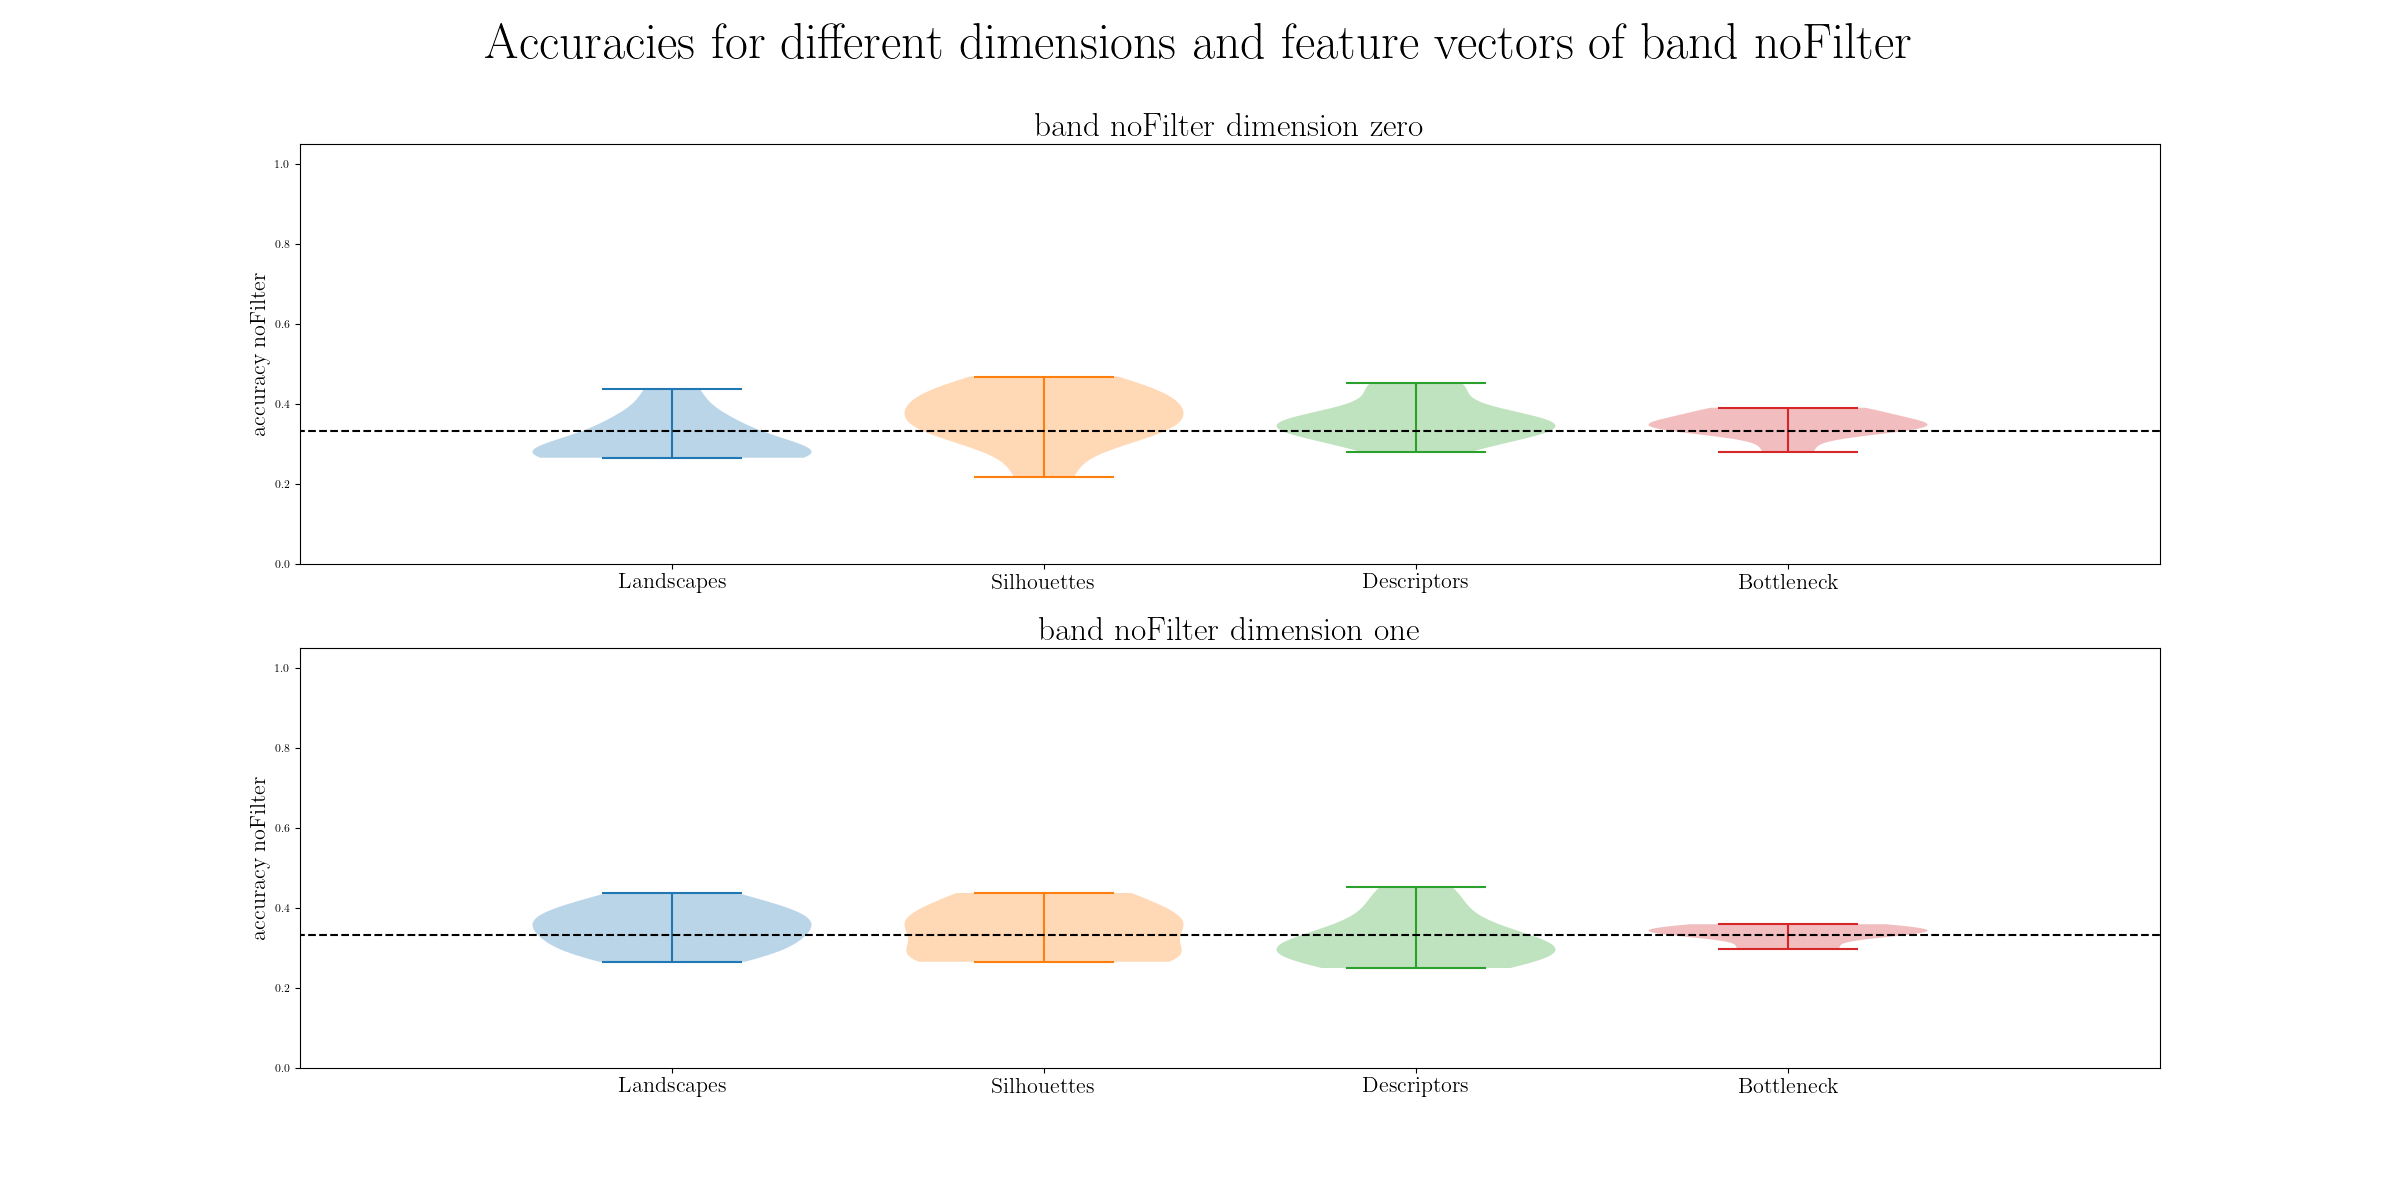 Accuracies for different dimensions and feature vectors of band noFilter
band noFilter dimension zero
accuracy noFilter
1.0
0.8
0.6
0.4
0.2
0.0
Landscapes Silhouettes Descriptors Bottleneck
band noFilter dimension one
accuracy noFilter
1.0
0.8
0.6
0.4
0.2
0.0
Landscapes Silhouettes Descriptors Bottleneck